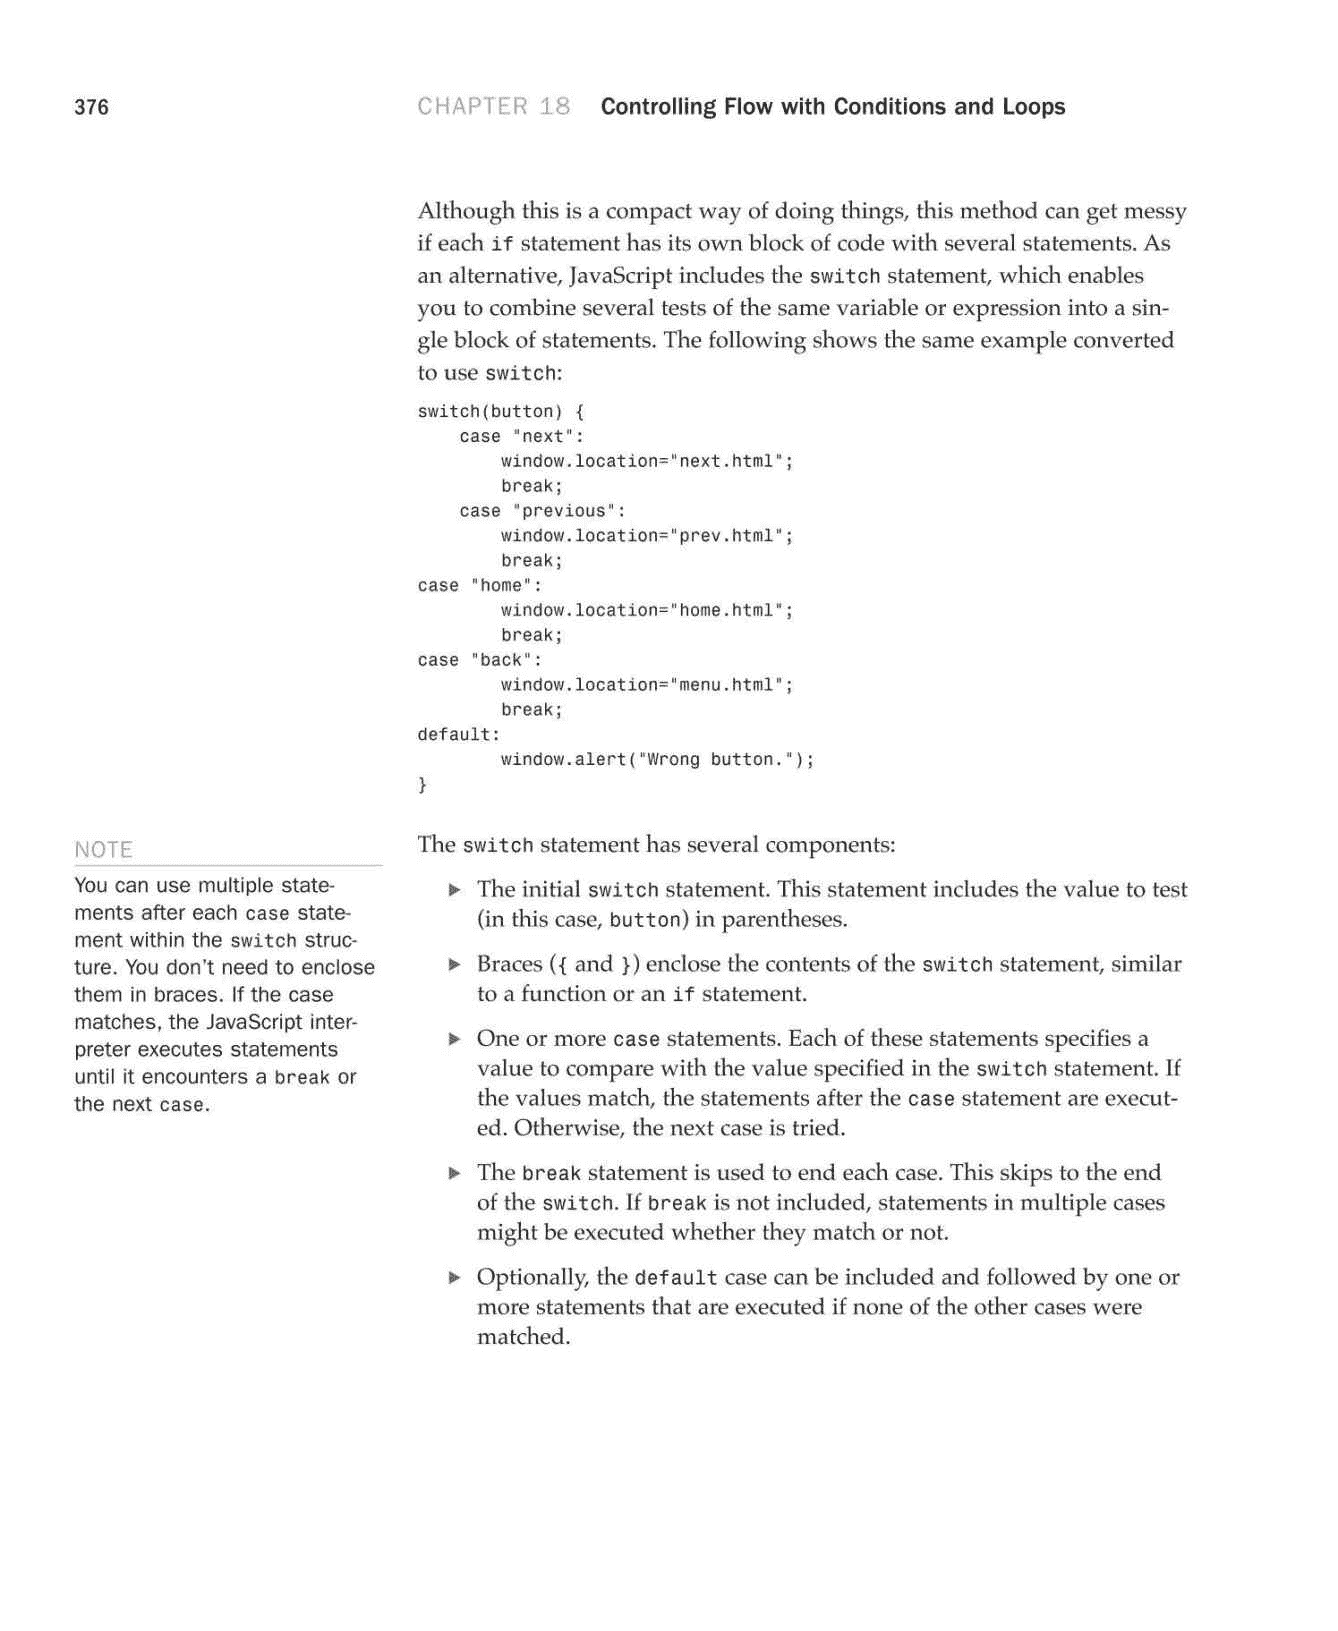 376
CHAPTER 18 Controlling Flow with Conditions and Loops
Although this is a compact way of doing things, this method can get messy
if each if statement has its own block of code with several statements. As
an alternative, JavaScript includes the switch statement, which enables
you to combine several tests of the same variable or expression into a sin-
gle block of statements. The following shows the same example converted
to use switch:
switch(button) {
    case "next":
        window.location="next.html";
        break;
    case "previous":
        window.location="prev.html";
        break;
case "home":
        window.location="home.html";
        break;
case "back":
        window.location="menu.html";
        break;
default:
        window.alert("Wrong button.");
}
NOTE
You can use multiple state-
ments after each case state-
ment within the switch struc-
ture. You don't need to enclose
them in braces. If the case
matches, the JavaScript inter-
preter executes statements
until it encounters a break or
the next case.
The switch statement has several components:
▶ The initial switch statement. This statement includes the value to test
(in this case, button) in parentheses.
▶ Braces ({ and }) enclose the contents of the switch statement, similar
to a function or an if statement.
▶ One or more case statements. Each of these statements specifies a
value to compare with the value specified in the switch statement. If
the values match, the statements after the case statement are execut-
ed. Otherwise, the next case is tried.
▶ The break statement is used to end each case. This skips to the end
of the switch. If break is not included, statements in multiple cases
might be executed whether they match or not.
▶ Optionally, the default case can be included and followed by one or
more statements that are executed if none of the other cases were
matched.